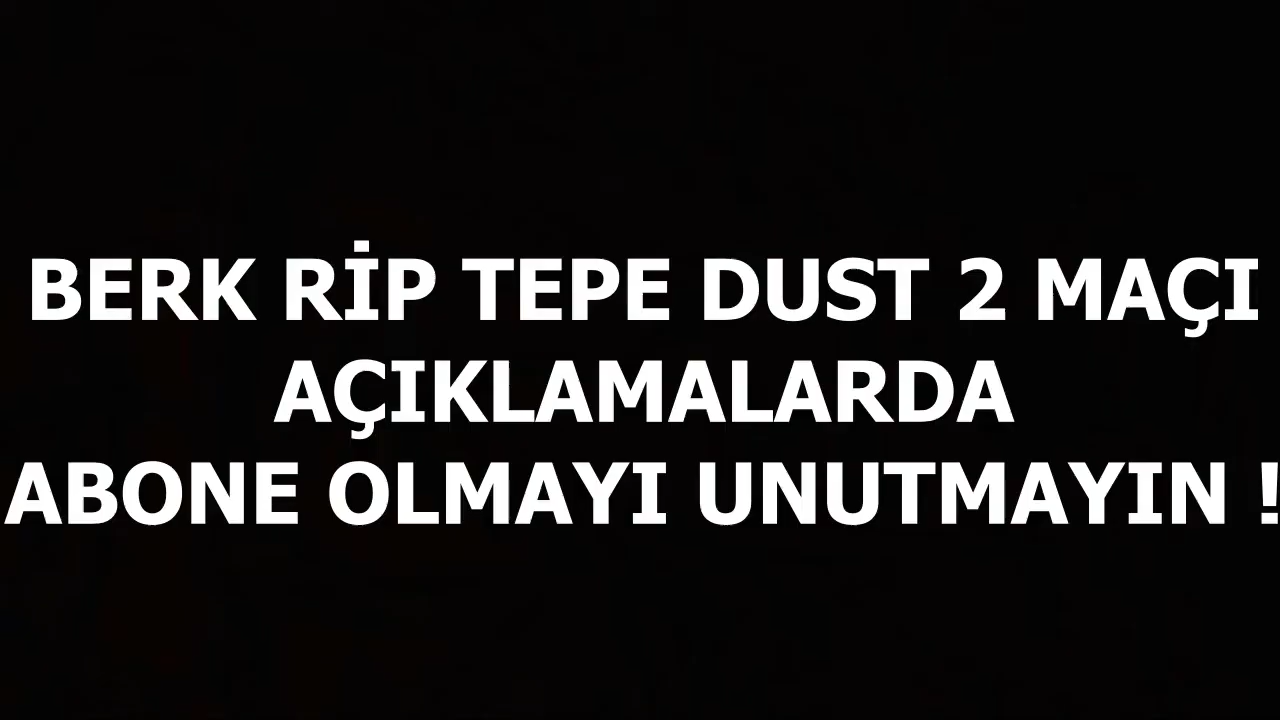 BERK RİP TEPE DUST 2 MAÇI
AÇIKLAMALARDA
ABONE OLMAYI UNUTMAYIN !